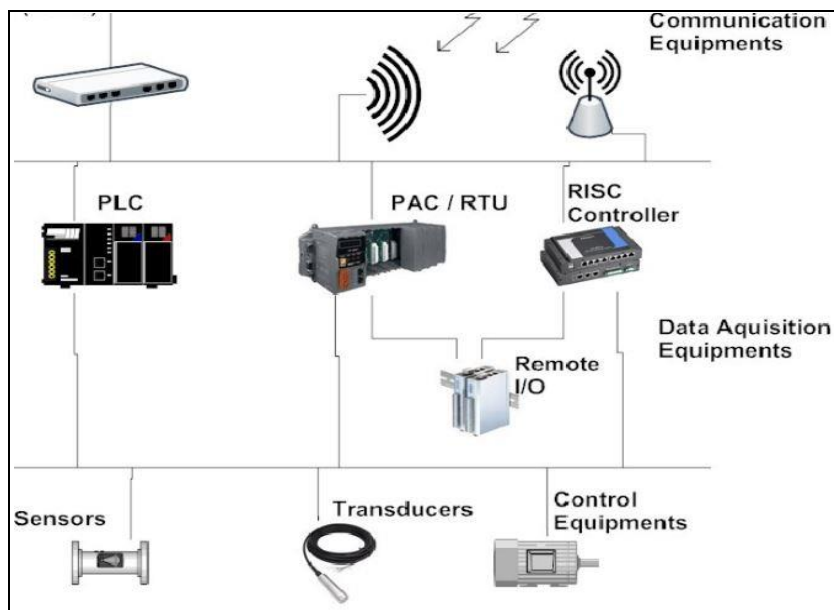 Communication
Equipments
PLC
PAC / RTU
RISC
Controller
Data Aquisition
Equipments
Remote
I/O
Sensors
Transducers
Control
Equipments